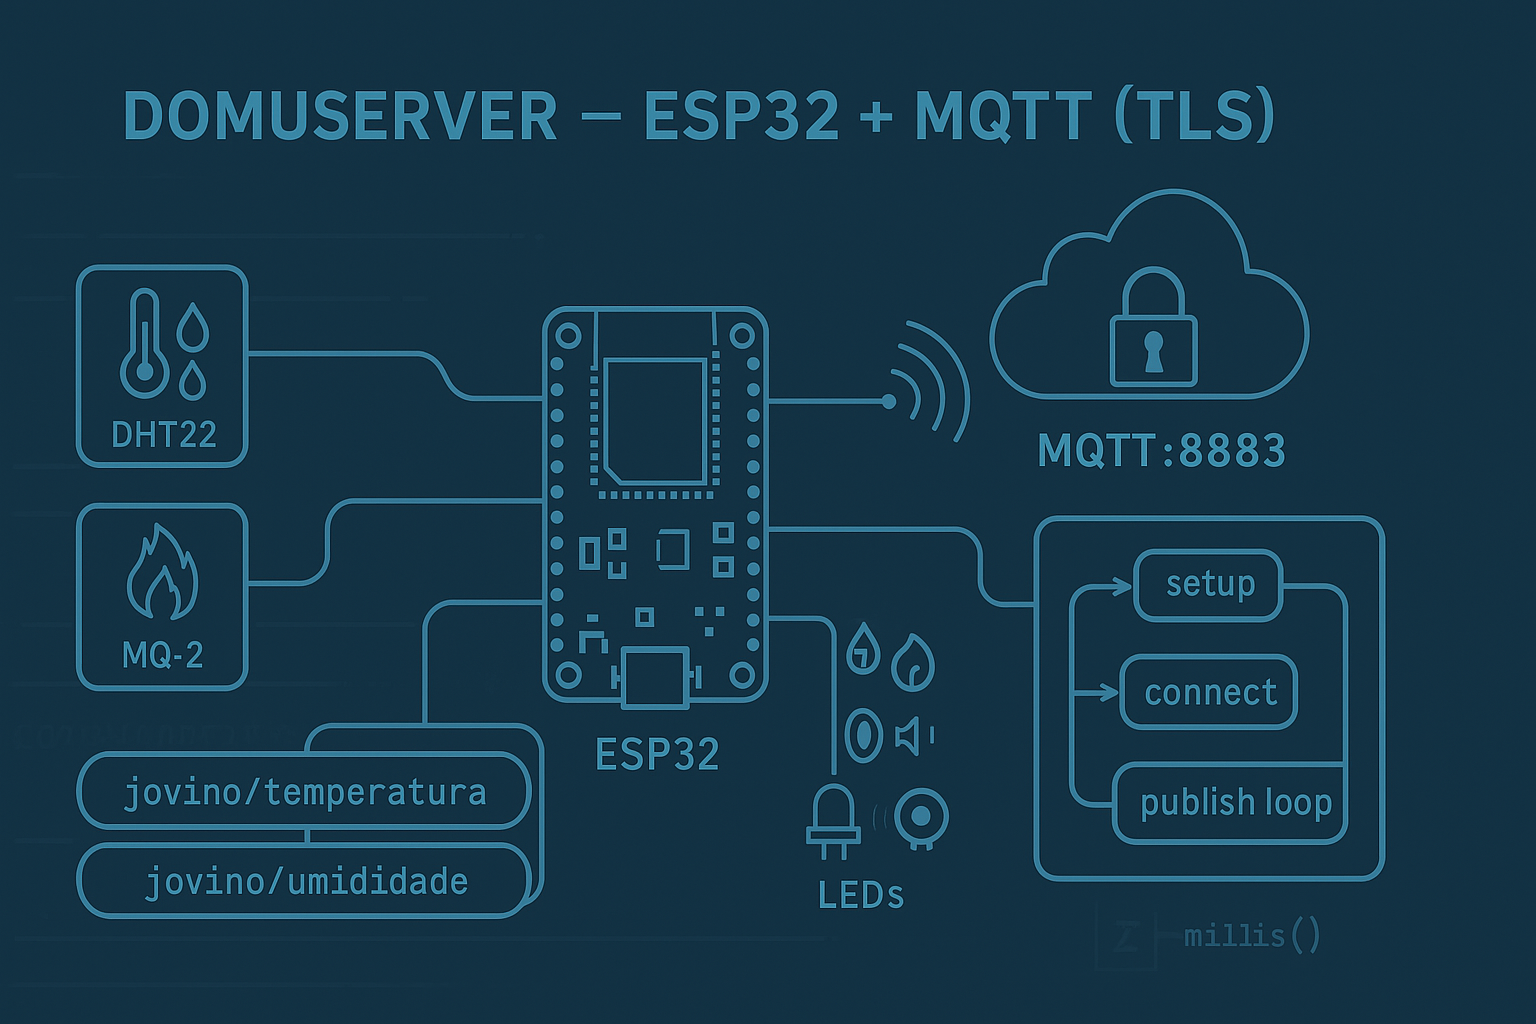 DOMUSERVER – ESP32 + MQTT (TLS)
DHT22
MQTT:8883
MQ-2
setup
connect
publish loop
ESP32
jovino/temperatura
jovino/umididade
LEDs
millis()